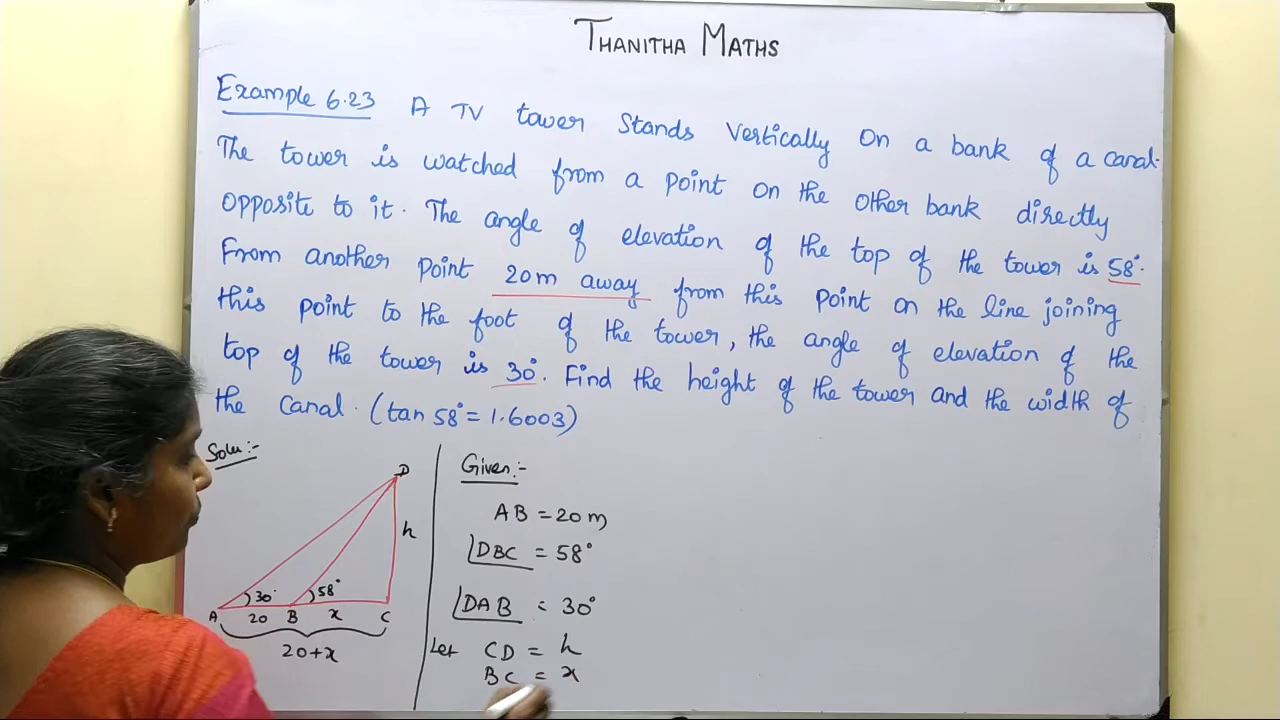 THANITHA MATHS
Example 6.23 A TV tower Stands Vertically On a bank of a canal.
The tower is watched from a point on the other bank directly
opposite to it. The angle of elevation of the top of the tower is 58°.
From another point 20m away from this point on the line joining
this point to the foot of the tower, the angle of elevation of the
top of the tower is 30°. Find the height of the tower and the width of
the canal. (tan 58° = 1.6003)
Solu:-
D
h
30°
58°
A 20 B x C
20+x
Given:-
AB = 20m
∠DBC = 58°
∠DAB = 30°
Let CD = h
BC = x